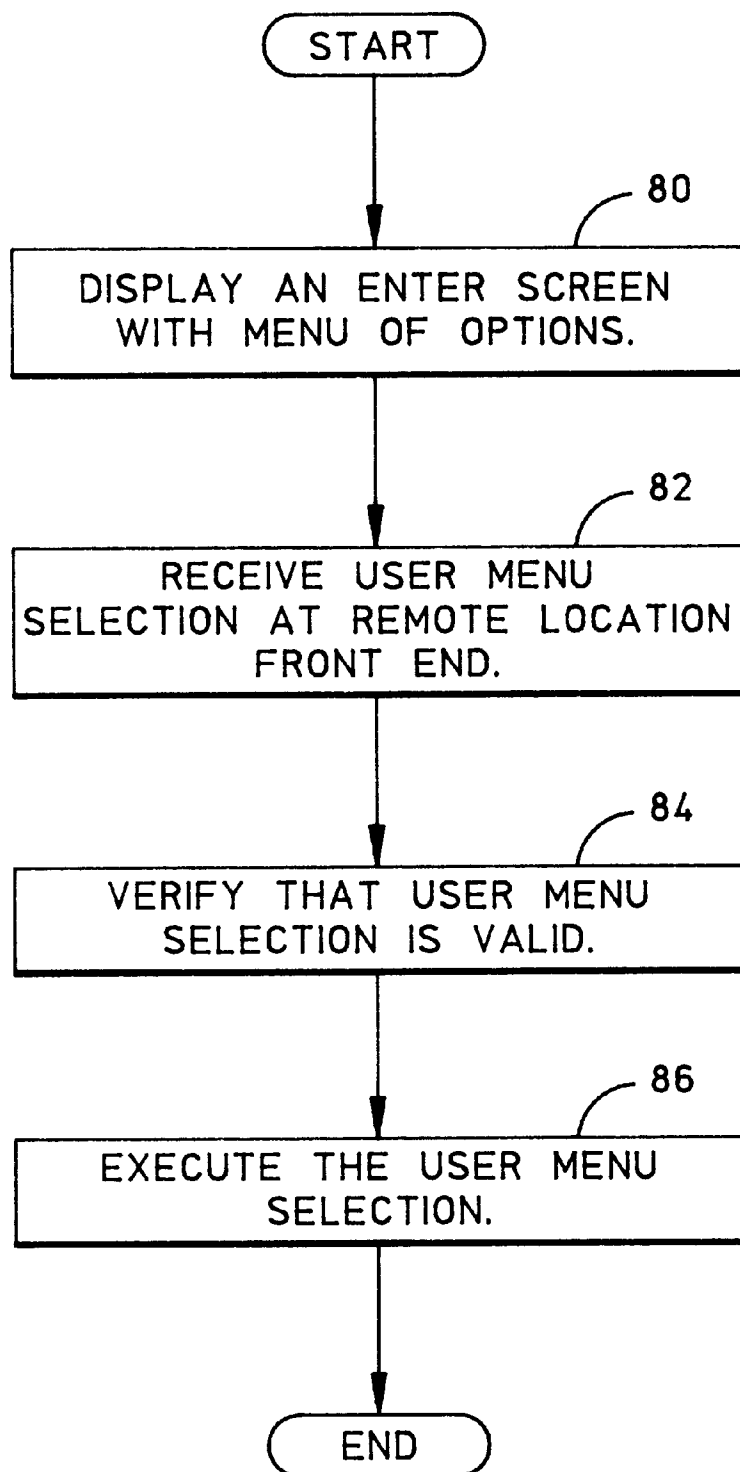 START
80
DISPLAY AN ENTER SCREEN
WITH MENU OF OPTIONS.
82
RECEIVE USER MENU
SELECTION AT REMOTE LOCATION
FRONT END.
84
VERIFY THAT USER MENU
SELECTION IS VALID.
86
EXECUTE THE USER MENU
SELECTION.
END